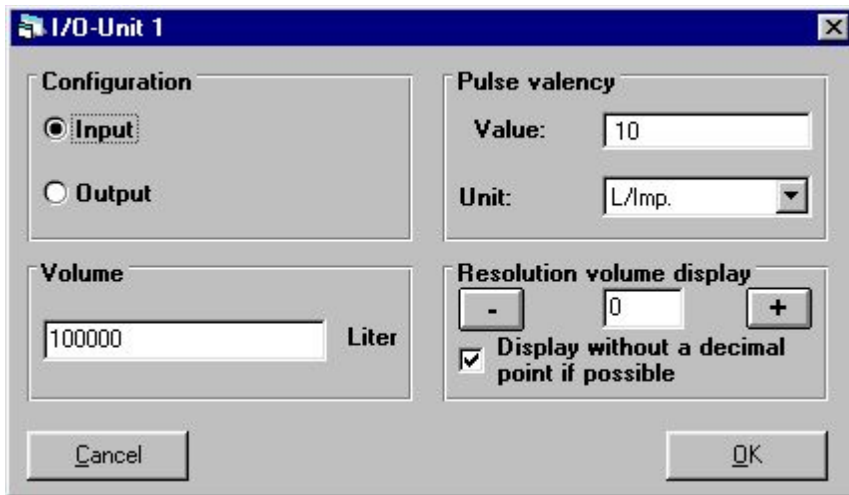 I/O-Unit 1
Configuration
Input
Output
Pulse valency
Value: 10
Unit: L/Imp.
Volume
100000 Liter
Resolution volume display
- 0 +
Display without a decimal
point if possible
Cancel
OK